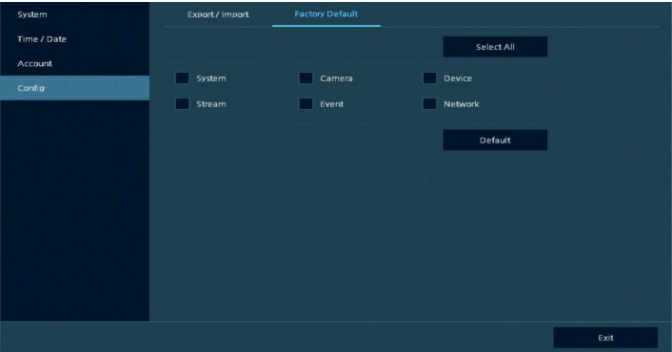 System
Time / Date
Account
Config
Export / Import
Factory Default
Select All
System
Camera
Device
Stream
Event
Network
Default
Exit